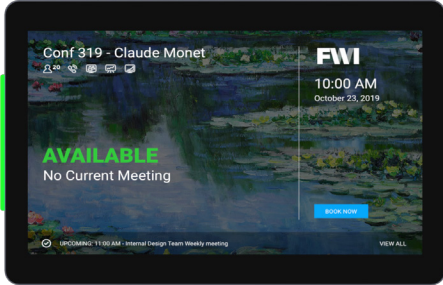 Conf 319 - Claude Monet
20
AVAILABLE
No Current Meeting
FWI
10:00 AM
October 23, 2019
BOOK NOW
UPCOMING: 11:00 AM - Internal Design Team Weekly meeting
VIEW ALL